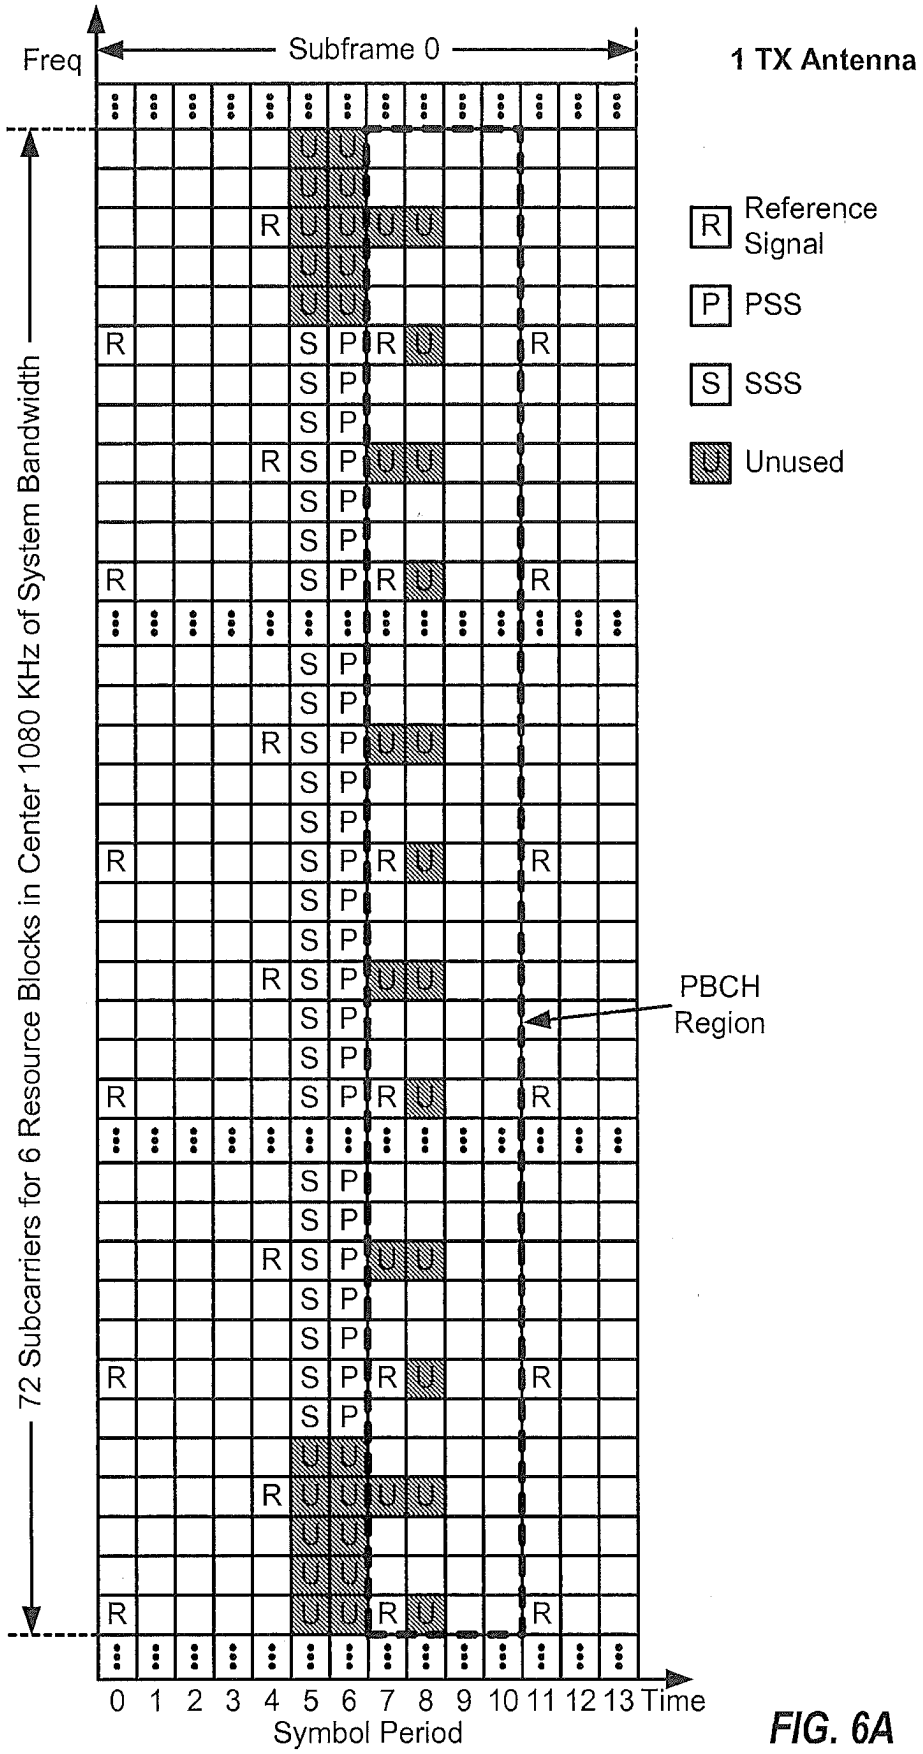 Freq
Subframe 0
1 TX Antenna
U U
U U
R U U U U
U U
U U
R S P R U R
S P
S P
R S P U U
S P
S P
R S P R U R
S P
S P
R S P U U
S P
S P
R S P R U R
S P
S P
R S P U U
S P
S P
R S P R U R
S P
S P
R S P U U
S P
S P
R S P R U R
S P
U U
R U U U U
U U
U U
R U U R U R
72 Subcarriers for 6 Resource Blocks in Center 1080 KHz of System Bandwidth
R Reference
Signal
P PSS
S SSS
U Unused
PBCH
Region
0 1 2 3 4 5 6 7 8 9 10 11 12 13 Time
Symbol Period
FIG. 6A